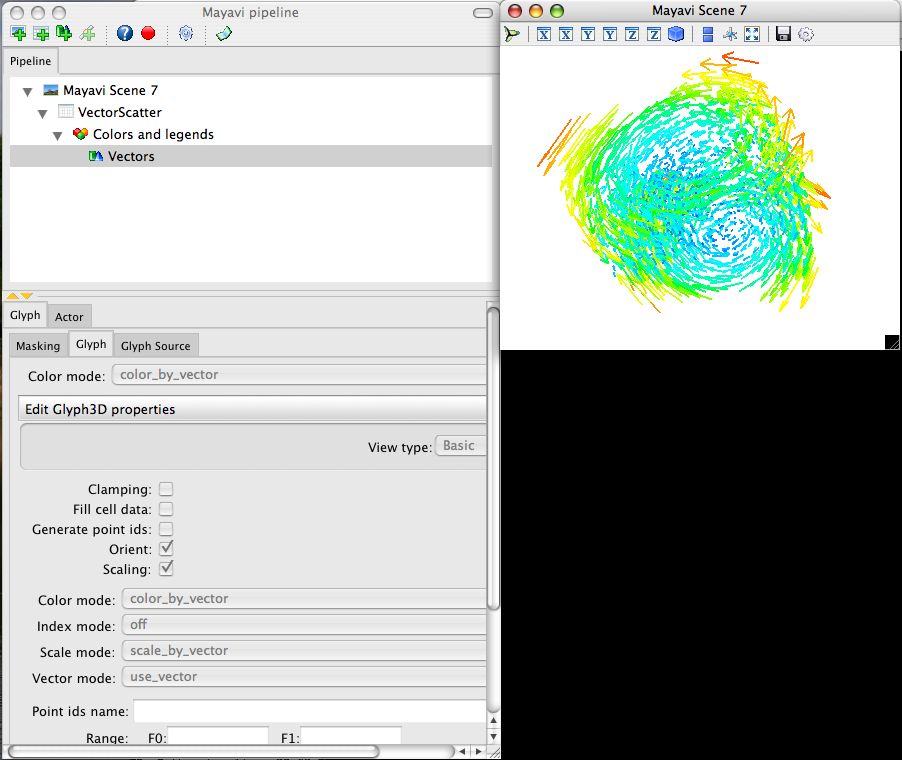 Mayavi pipeline
Pipeline
Mayavi Scene 7
VectorScatter
Colors and legends
Vectors
Glyph Actor
Masking Glyph Glyph Source
Color mode: color_by_vector
Edit Glyph3D properties
View type: Basic
Clamping:
Fill cell data:
Generate point ids:
Orient:
Scaling:
Color mode: color_by_vector
Index mode: off
Scale mode: scale_by_vector
Vector mode: use_vector
Point ids name:
Range: F0: F1:
Mayavi Scene 7
X X Y Y Z Z